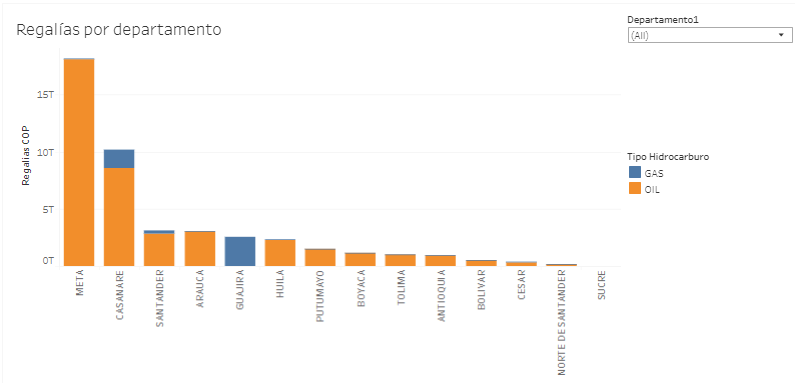 Regalías por departamento
Departamento1
(All)
Regalías COP
15T
10T
5T
0T
META
CASANARE
SANTANDER
ARAUCA
GUAJIRA
HUILA
PUTUMAYO
BOYACA
TOLIMA
ANTIOQUIA
BOLIVAR
CESAR
NORTE DE SANTANDER
SUCRE
Tipo Hidrocarburo
GAS
OIL